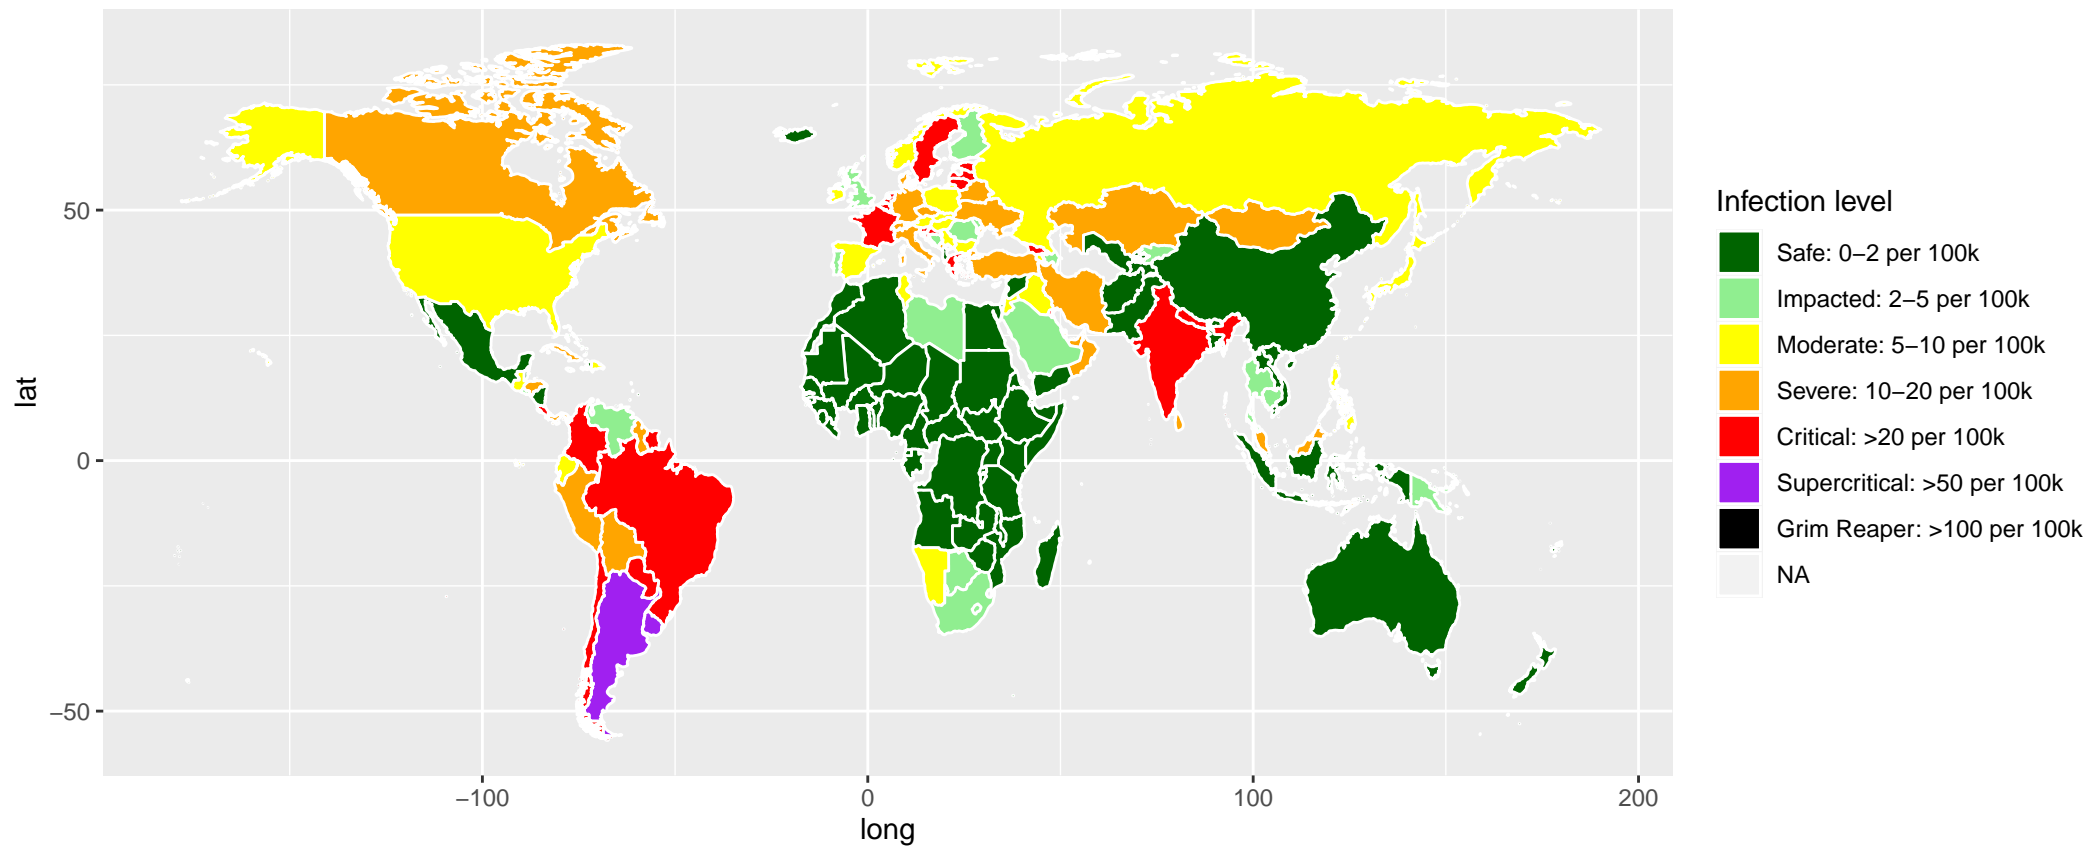 Infection level
Safe: 0−2 per 100k
Impacted: 2−5 per 100k
Moderate: 5−10 per 100k
Severe: 10−20 per 100k
Critical: >20 per 100k
Supercritical: >50 per 100k
Grim Reaper: >100 per 100k
NA
lat
50
0
−50
−100
0
100
200
long